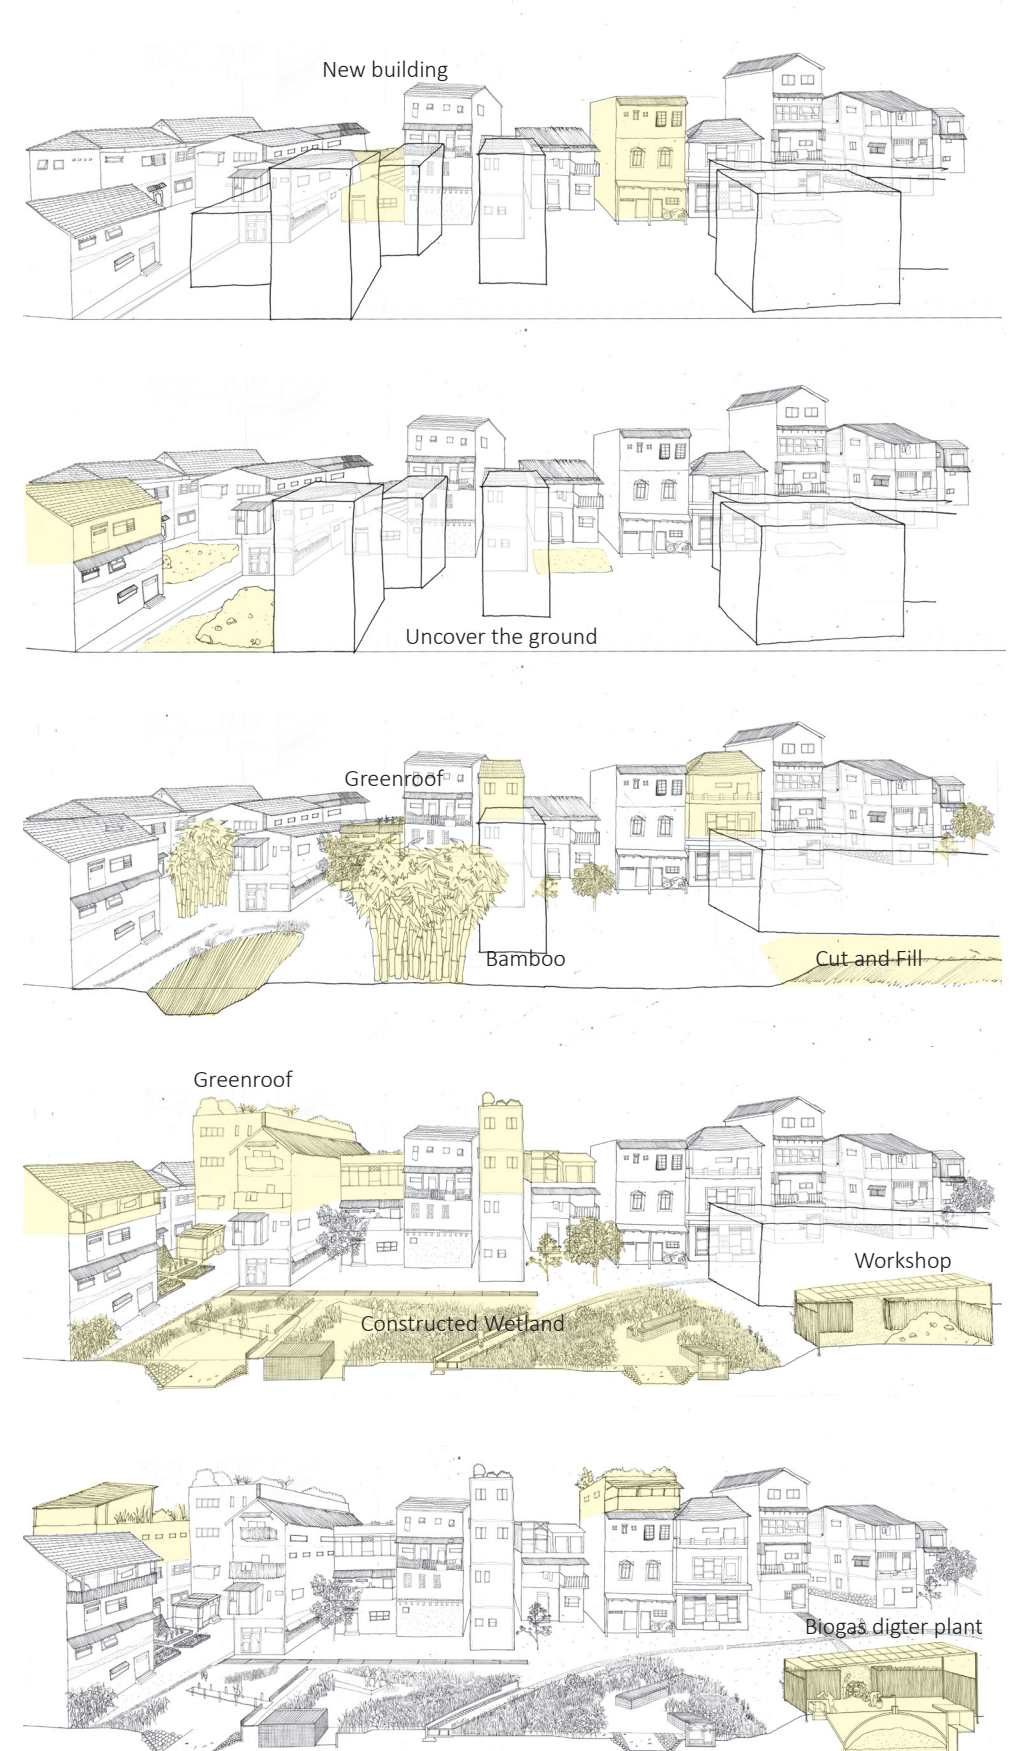 New building
Uncover the ground
Greenroof
Bamboo
Cut and Fill
Greenroof
Workshop
Constructed Wetland
Biogas digter plant